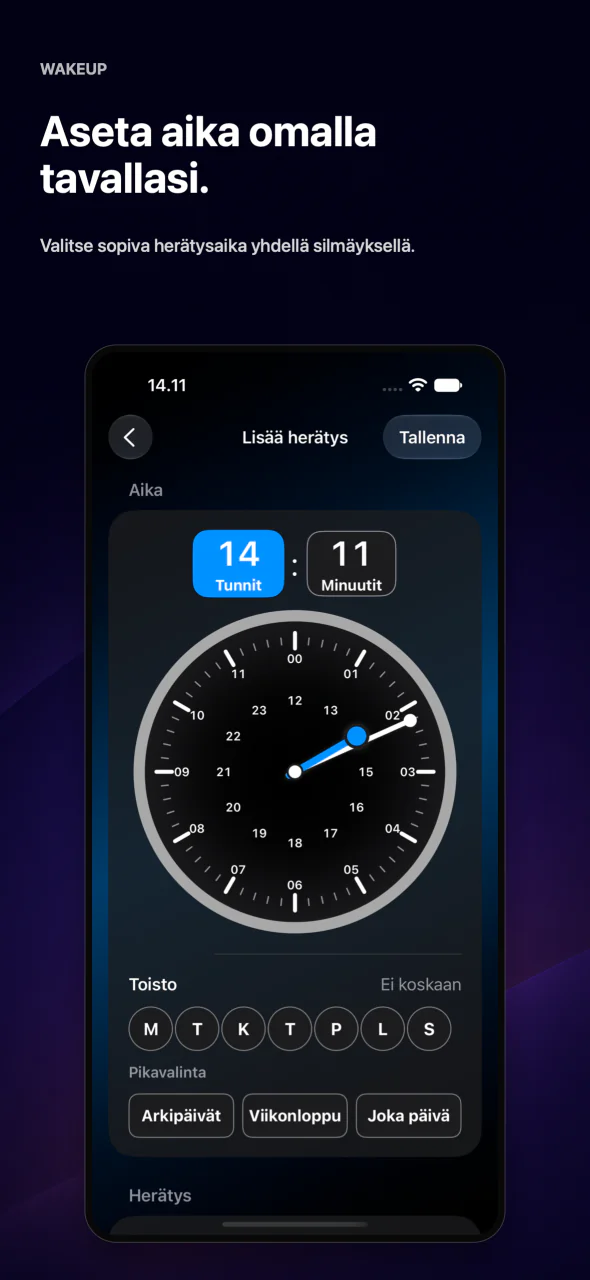 WAKEUP
Aseta aika omalla
tavallasi.
Valitse sopiva herätysaika yhdellä silmäyksellä.
14.11
Lisää herätys
Tallenna
Aika
14
Tunnit
:
11
Minuutit
00
01
02
03
04
05
06
07
08
09
10
11
12
13
15
16
17
18
19
20
21
22
23
Toisto
Ei koskaan
M T K T P L S
Pikavalinta
Arkipäivät
Viikonloppu
Joka päivä
Herätys